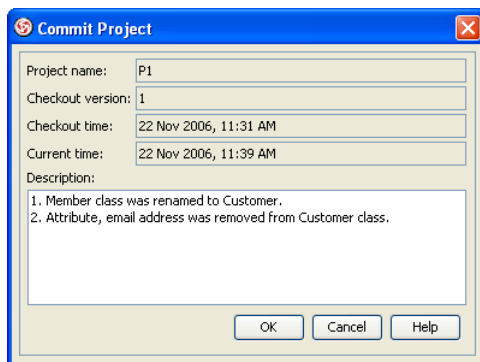 Commit Project
Project name: P1
Checkout version: 1
Checkout time: 22 Nov 2006, 11:31 AM
Current time: 22 Nov 2006, 11:39 AM
Description:
1. Member class was renamed to Customer.
2. Attribute, email address was removed from Customer class.
OK Cancel Help